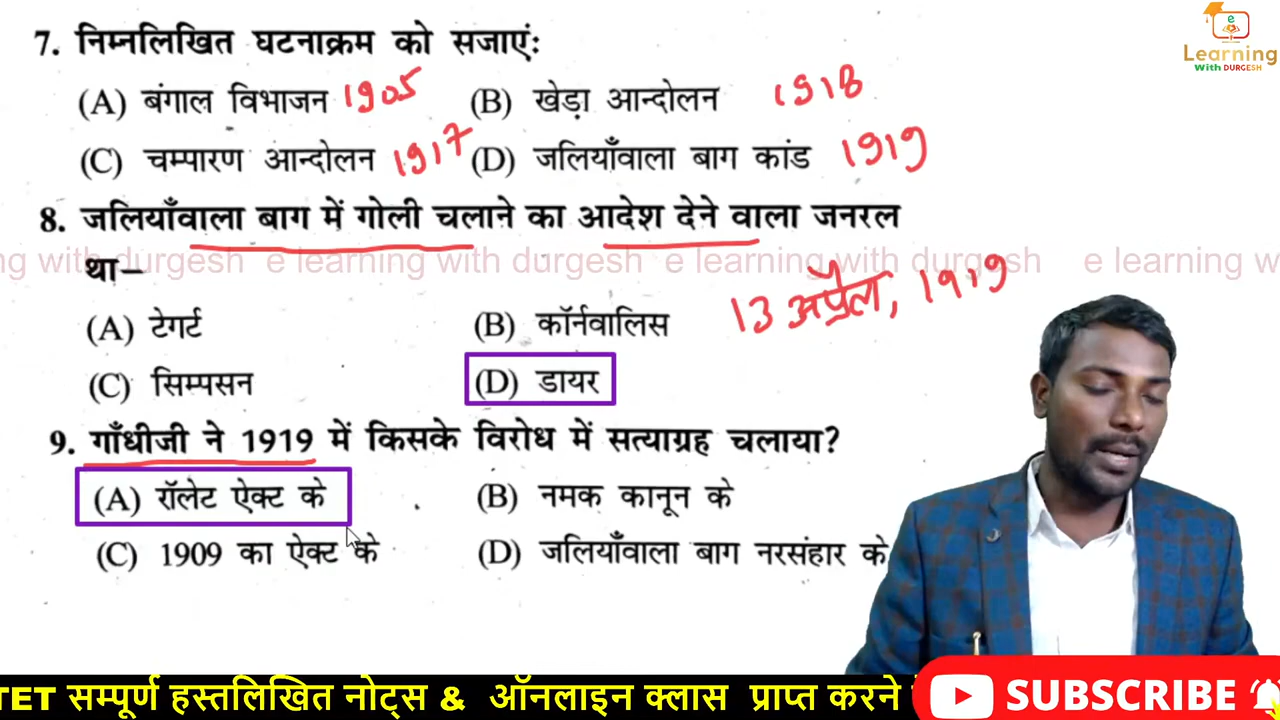 7. निम्नलिखित घटनाक्रम को सजाएं:
e Learning With DURGESH
(A) बंगाल विभाजन 1905 (B) खेड़ा आन्दोलन 1918
(C) चम्पारण आन्दोलन 1917 (D) जलियाँवाला बाग कांड 1919
8. जलियाँवाला बाग में गोली चलाने का आदेश देने वाला जनरल
ng with durgesh e learning with durgesh e learning with durgesh e learning with
था–
13 अप्रैल, 1919
(A) टेगर्ट (B) कॉर्नवालिस
(C) सिम्पसन (D) डायर
9. गाँधीजी ने 1919 में किसके विरोध में सत्याग्रह चलाया?
(A) रॉलेट ऐक्ट के (B) नमक कानून के
(C) 1909 का ऐक्ट के (D) जलियाँवाला बाग नरसंहार के
TET सम्पूर्ण हस्तलिखित नोट्स & ऑनलाइन क्लास प्राप्त करने
SUBSCRIBE